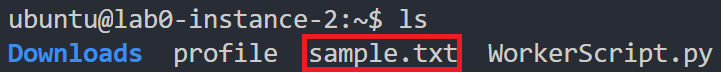 ubuntu@lab0-instance-2:~$ ls
Downloads  profile  sample.txt  WorkerScript.py